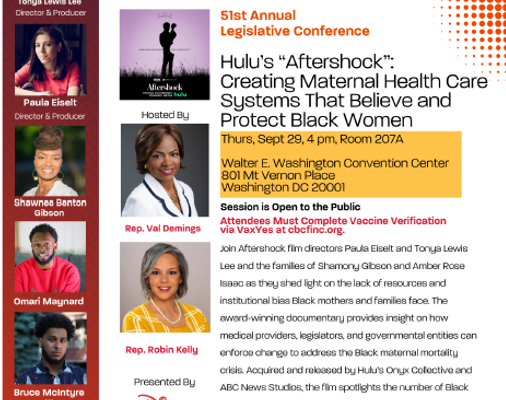 Tonya Lewis Lee
Director & Producer
Paula Eiselt
Director & Producer
Shawnee Benton
Gibson
Omari Maynard
Bruce McIntyre
Aftershock
hulu
Hosted By
Rep. Val Demings
Rep. Robin Kelly
Presented By
51st Annual
Legislative Conference
Hulu's "Aftershock":
Creating Maternal Health Care
Systems That Believe and
Protect Black Women
Thurs, Sept 29, 4 pm, Room 207A
Walter E. Washington Convention Center
801 Mt Vernon Place
Washington DC 20001
Session is Open to the Public
Attendees Must Complete Vaccine Verification
via VaxYes at cbcfinc.org.
Join Aftershock film directors Paula Eiselt and Tonya Lewis
Lee and the families of Shamony Gibson and Amber Rose
Isaac as they shed light on the lack of resources and
institutional bias Black mothers and families face. The
award-winning documentary provides insight on how
medical providers, legislators, and governmental entities can
enforce change to address the Black maternal mortality
crisis. Acquired and released by Hulu's Onyx Collective and
ABC News Studios, the film spotlights the number of Black